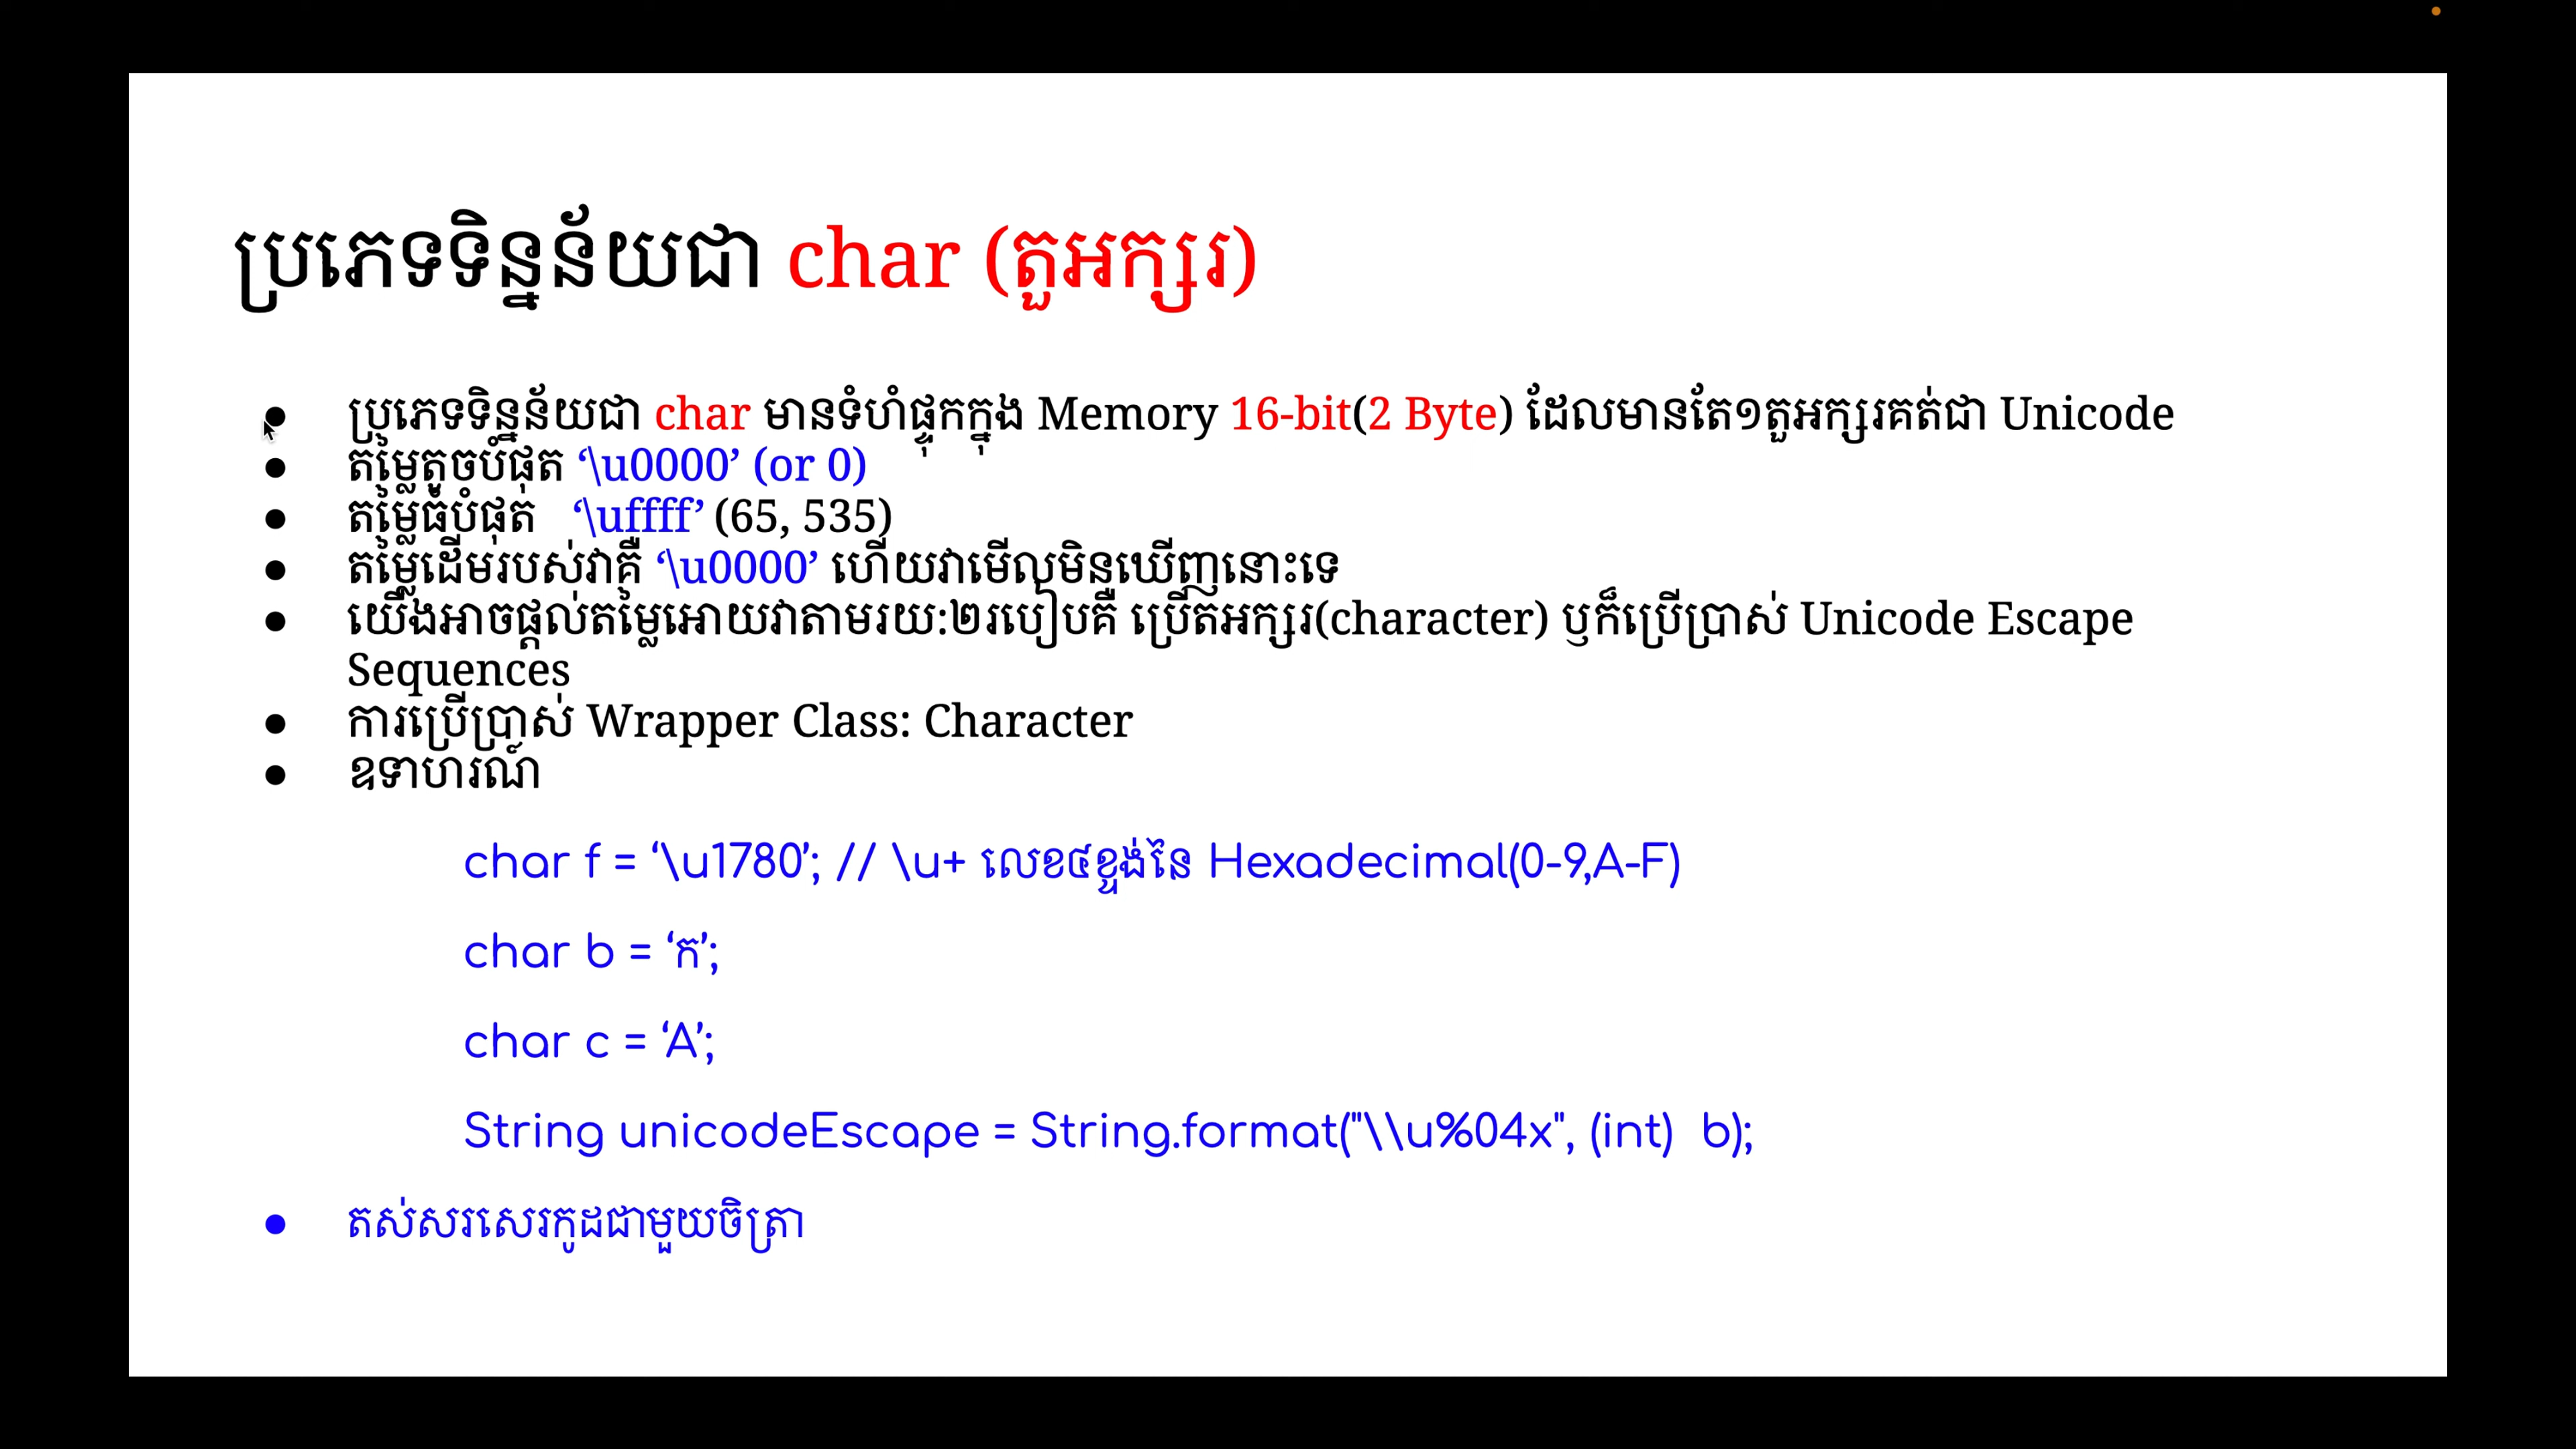 ប្រភេទទិន្នន័យជា char (តួអក្សរ)
● ប្រភេទទិន្នន័យជា char មានទំហំផ្ទុកក្នុង Memory 16-bit(2 Byte) ដែលមានតែ១តួអក្សរគត់ជា Unicode
● តម្លៃតូចបំផុត ‘\u0000’ (or 0)
● តម្លៃធំបំផុត ‘\uffff’ (65, 535)
● តម្លៃដើមរបស់វាគឺ ‘\u0000’ ហើយវាមើលមិនឃើញនោះទេ
● យើងអាចផ្តល់តម្លៃអោយវាតាមរយ:២របៀបគឺ ប្រើតអក្សរ(character) ឫក៏ប្រើប្រាស់ Unicode Escape
Sequences
● ការប្រើប្រាស់ Wrapper Class: Character
● ឧទាហរណ៍
char f = ‘\u1780’; // \u+ លេខ៤ខ្ទង់នៃ Hexadecimal(0-9,A-F)
char b = ‘ក’;
char c = ‘A’;
String unicodeEscape = String.format("\\u%04x", (int) b);
● តស់សរសេរកូដជាមួយចិត្រា